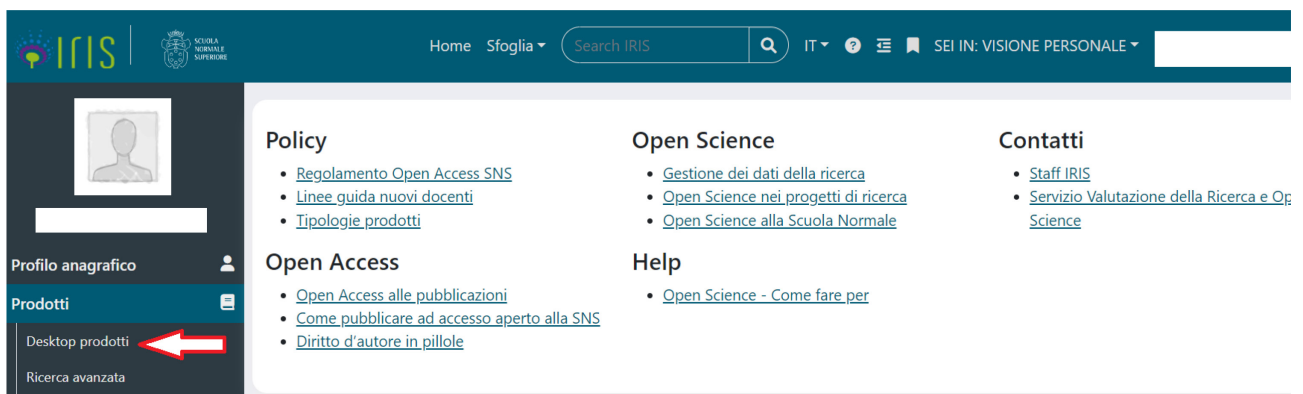 IRIS
SCUOLA
NORMALE
SUPERIORE
Home Sfoglia Search IRIS IT ? SEI IN: VISIONE PERSONALE
Profilo anagrafico
Prodotti
Desktop prodotti
Ricerca avanzata
Policy
Regolamento Open Access SNS
Linee guida nuovi docenti
Tipologie prodotti
Open Access
Open Access alle pubblicazioni
Come pubblicare ad accesso aperto alla SNS
Diritto d'autore in pillole
Open Science
Gestione dei dati della ricerca
Open Science nei progetti di ricerca
Open Science alla Scuola Normale
Help
Open Science - Come fare per
Contatti
Staff IRIS
Servizio Valutazione della Ricerca e Op
Science